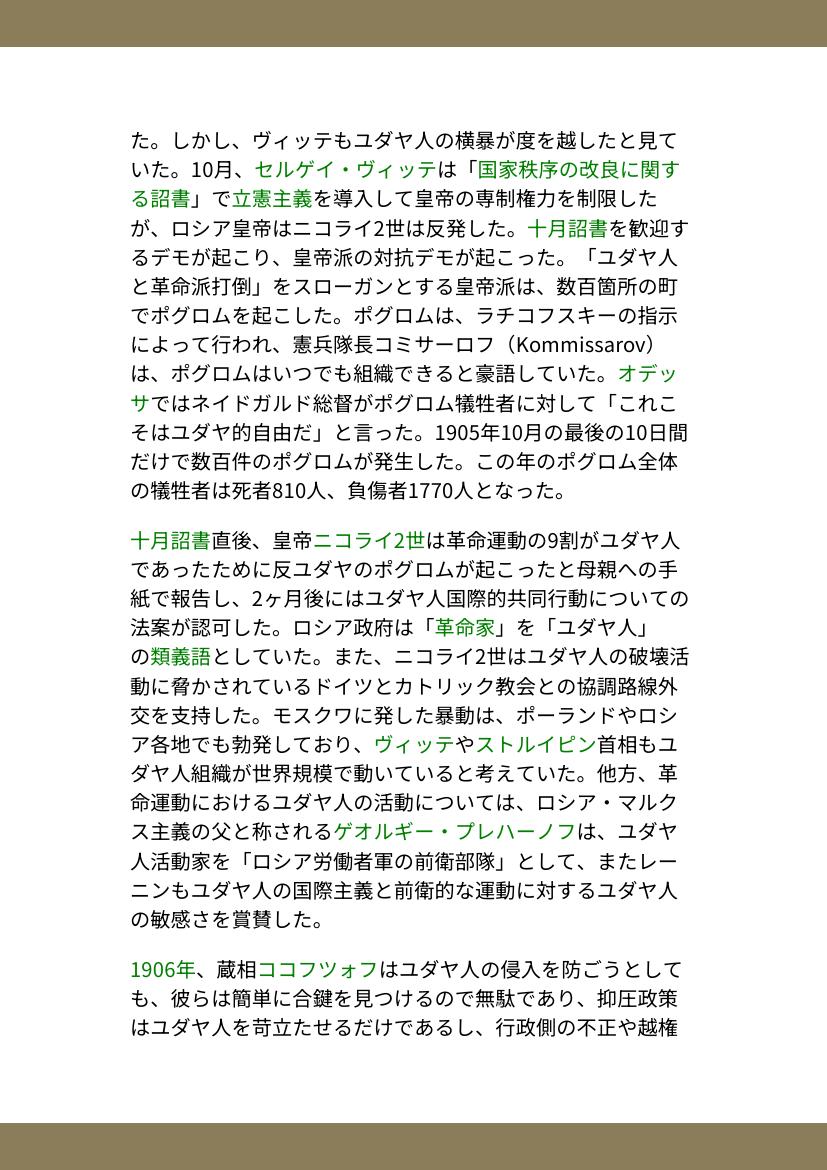 た。しかし、ヴィッテもユダヤ人の横暴が度を越したと見て
いた。10月、セルゲイ・ヴィッテは「国家秩序の改良に関す
る詔書」で立憲主義を導入して皇帝の専制権力を制限した
が、ロシア皇帝はニコライ2世は反発した。十月詔書を歓迎す
るデモが起こり、皇帝派の対抗デモが起こった。「ユダヤ人
と革命派打倒」をスローガンとする皇帝派は、数百箇所の町
でポグロムを起こした。ポグロムは、ラチコフスキーの指示
によって行われ、憲兵隊長コミサーロフ（Kommissarov）
は、ポグロムはいつでも組織できると豪語していた。オデッ
サではネイドガルド総督がポグロム犠牲者に対して「これこ
そはユダヤ的自由だ」と言った。1905年10月の最後の10日間
だけで数百件のポグロムが発生した。この年のポグロム全体
の犠牲者は死者810人、負傷者1770人となった。
十月詔書直後、皇帝ニコライ2世は革命運動の9割がユダヤ人
であったために反ユダヤのポグロムが起こったと母親への手
紙で報告し、2ヶ月後にはユダヤ人国際的共同行動についての
法案が認可した。ロシア政府は「革命家」を「ユダヤ人」
の類義語としていた。また、ニコライ2世はユダヤ人の破壊活
動に脅かされているドイツとカトリック教会との協調路線外
交を支持した。モスクワに発した暴動は、ポーランドやロシ
ア各地でも勃発しており、ヴィッテやストルイピン首相もユ
ダヤ人組織が世界規模で動いていると考えていた。他方、革
命運動におけるユダヤ人の活動については、ロシア・マルク
ス主義の父と称されるゲオルギー・プレハーノフは、ユダヤ
人活動家を「ロシア労働者軍の前衛部隊」として、またレー
ニンもユダヤ人の国際主義と前衛的な運動に対するユダヤ人
の敏感さを賞賛した。
1906年、蔵相ココフツォフはユダヤ人の侵入を防ごうとして
も、彼らは簡単に合鍵を見つけるので無駄であり、抑圧政策
はユダヤ人を苛立たせるだけであるし、行政側の不正や越権